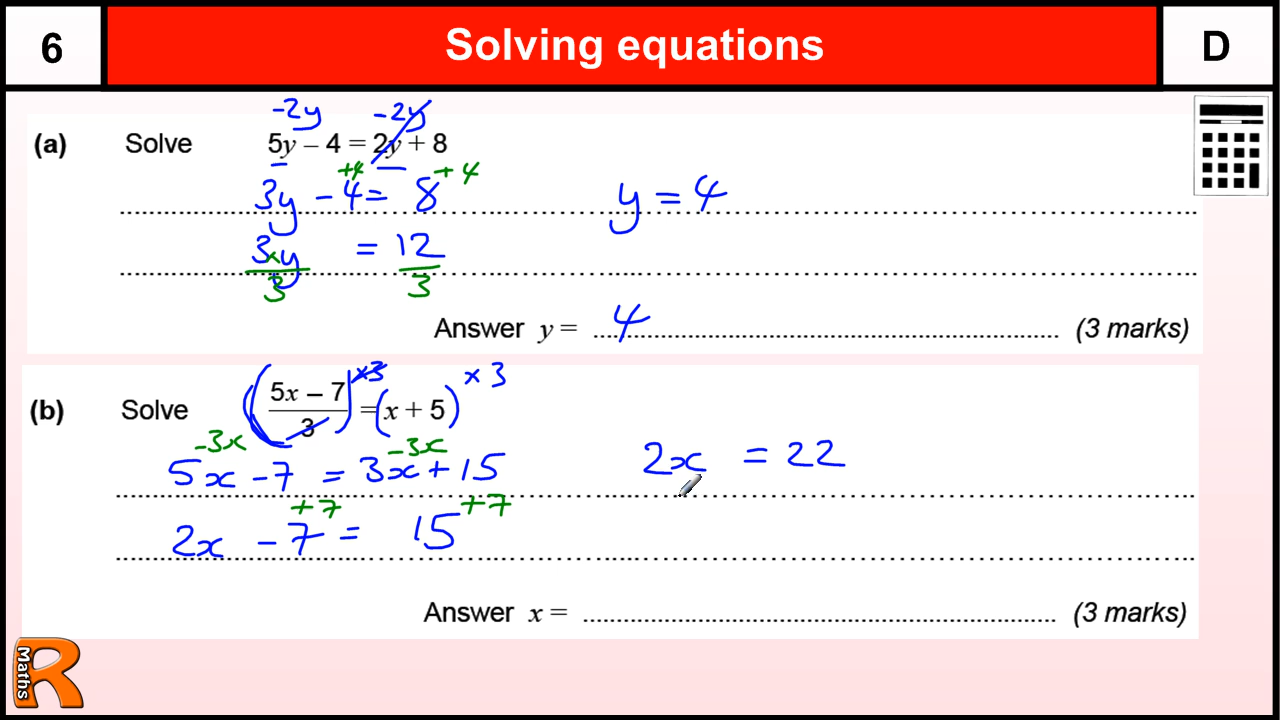 6 Solving equations D
-2y -2y
(a) Solve 5y – 4 = 2y + 8
+4 +4
3y - 4 = 8 y = 4
3xy = 12
3 3
Answer y = 4 (3 marks)
(b) Solve ((5x – 7)/3) ×3 = (x + 5) ×3
-3x -3x
5x - 7 = 3x + 15 2x = 22
+7 +7
2x - 7 = 15
Answer x = (3 marks)
R Maths